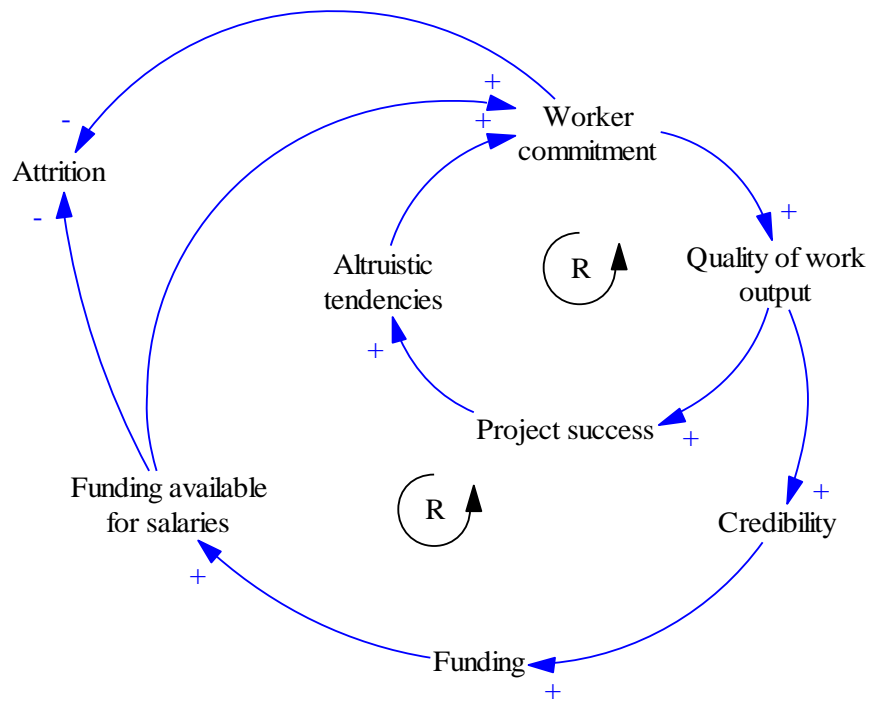 +
+
Worker
commitment
-
Attrition
-
+
Altruistic
tendencies
R
Quality of work
output
+
Project success
+
Funding available
for salaries
R
+
Credibility
+
Funding
+